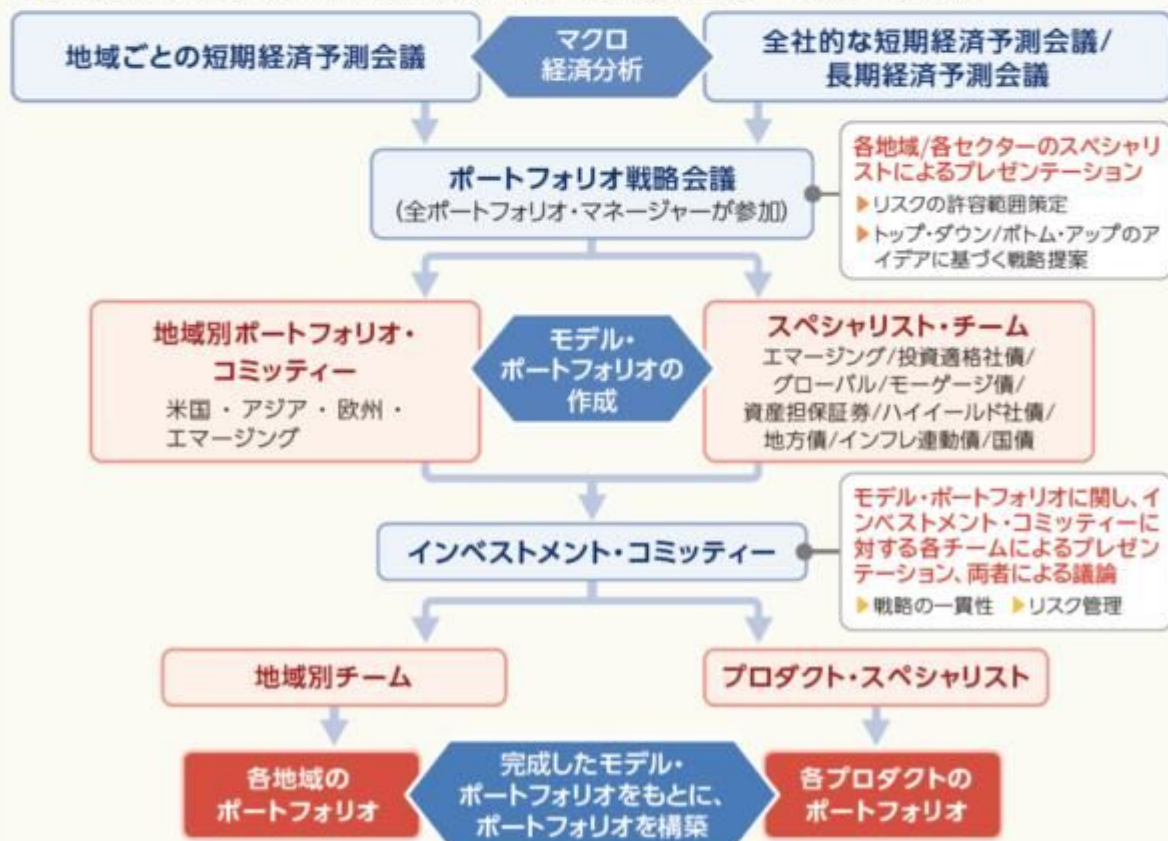 地域ごとの短期経済予測会議
マクロ
経済分析
全社的な短期経済予測会議/
長期経済予測会議
ポートフォリオ戦略会議
(全ポートフォリオ・マネージャーが参加)
各地域/各セクターのスペシャリ
ストによるプレゼンテーション
▶リスクの許容範囲策定
▶トップ・ダウン/ボトム・アップのア
イデアに基づく戦略提案
地域別ポートフォリオ・
コミッティー
米国・アジア・欧州・
エマージング
モデル・
ポートフォリオの
作成
スペシャリスト・チーム
エマージング/投資適格社債/
グローバル/モーゲージ債/
資産担保証券/ハイイールド社債/
地方債/インフレ連動債/国債
インベストメント・コミッティー
モデル・ポートフォリオに関し、イ
ンベストメント・コミッティーに
対する各チームによるプレゼン
テーション、両者による議論
▶戦略の一貫性 ▶リスク管理
地域別チーム
プロダクト・スペシャリスト
各地域の
ポートフォリオ
完成したモデル・
ポートフォリオをもとに、
ポートフォリオを構築
各プロダクトの
ポートフォリオ